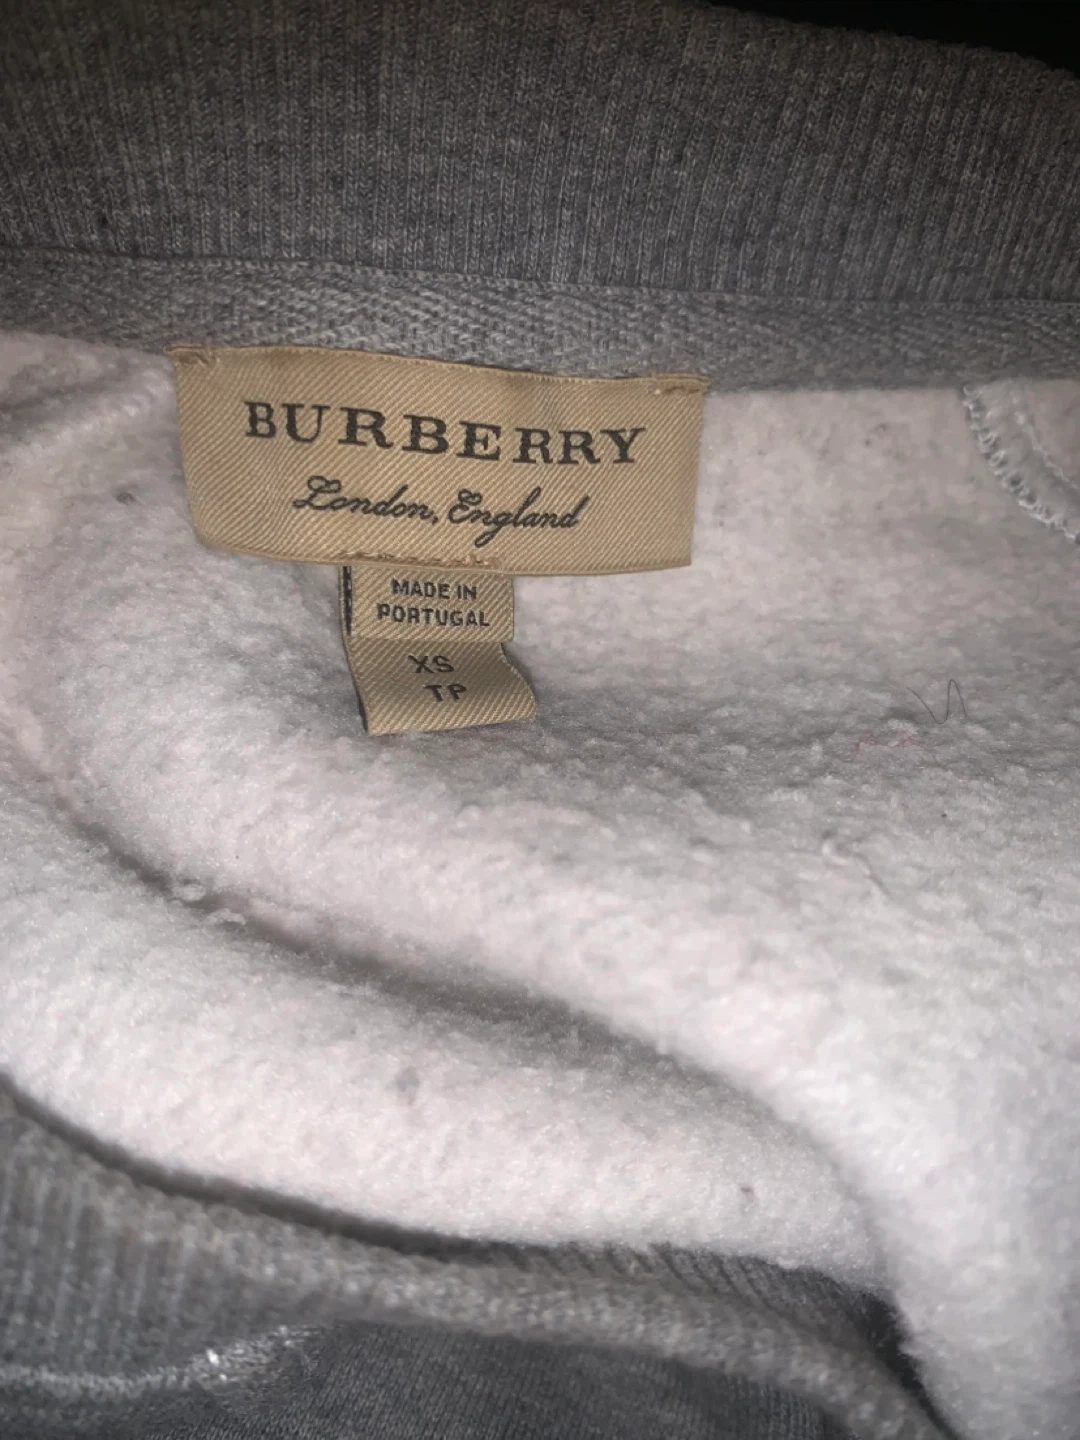 BURBERRY
London, England
MADE IN
PORTUGAL
XS
TP